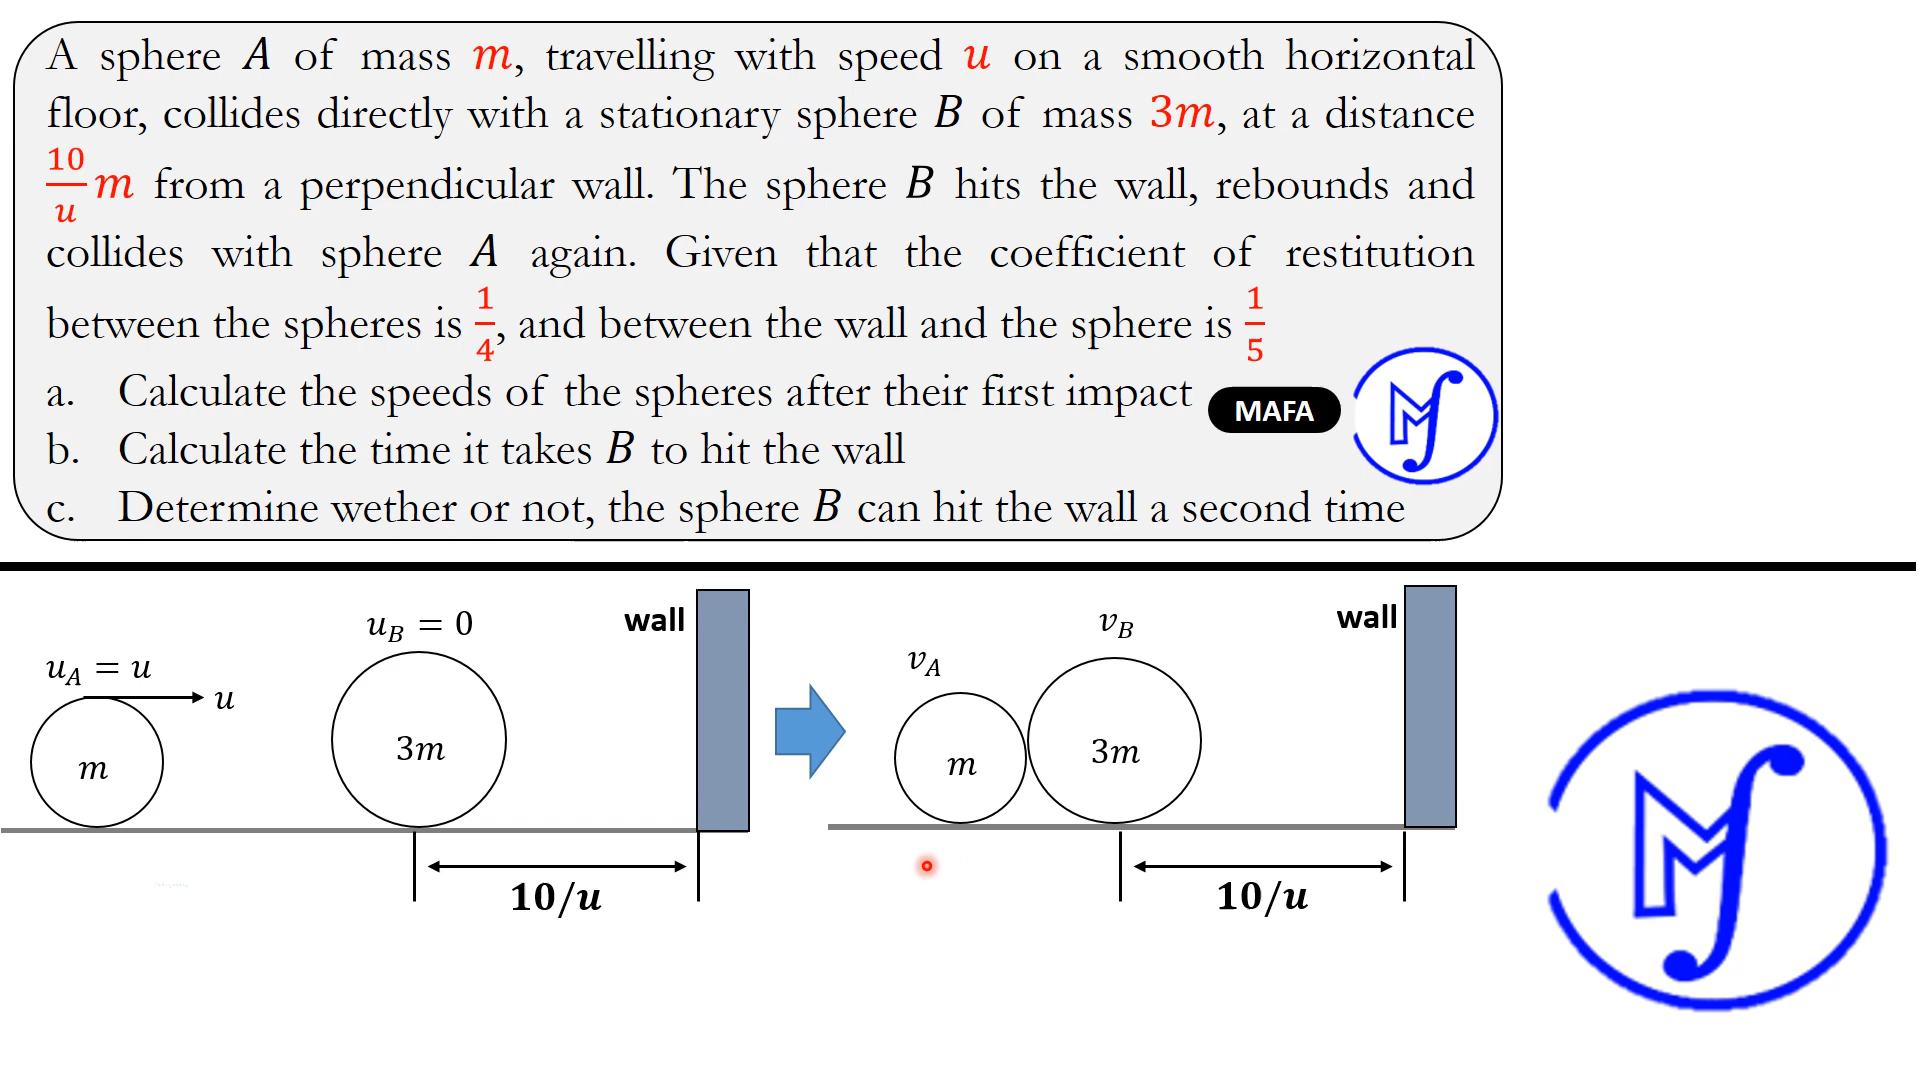 A sphere A of mass m, travelling with speed u on a smooth horizontal
floor, collides directly with a stationary sphere B of mass 3m, at a distance
10/u m from a perpendicular wall. The sphere B hits the wall, rebounds and
collides with sphere A again. Given that the coefficient of restitution
between the spheres is 1/4, and between the wall and the sphere is 1/5
a. Calculate the speeds of the spheres after their first impact
MAFA
b. Calculate the time it takes B to hit the wall
c. Determine wether or not, the sphere B can hit the wall a second time
u_B = 0
wall
u_A = u
u
m
3m
10/u
v_B
wall
v_A
m
3m
10/u